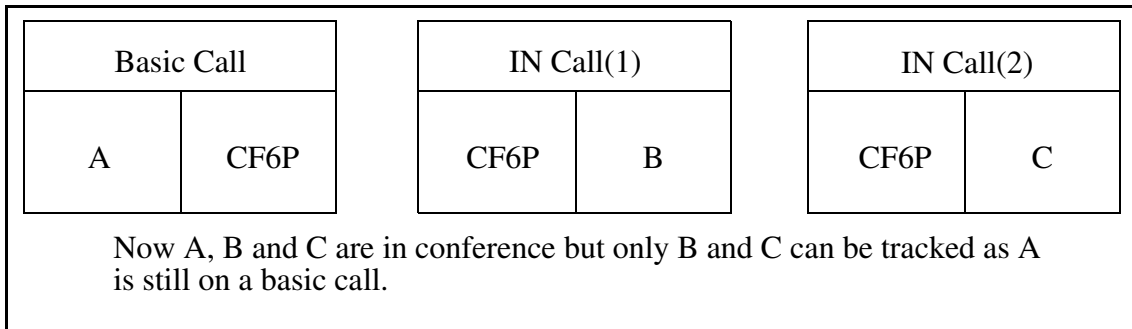 Basic Call
IN Call(1)
IN Call(2)
A
CF6P
CF6P
B
CF6P
C
Now A, B and C are in conference but only B and C can be tracked as A
is still on a basic call.